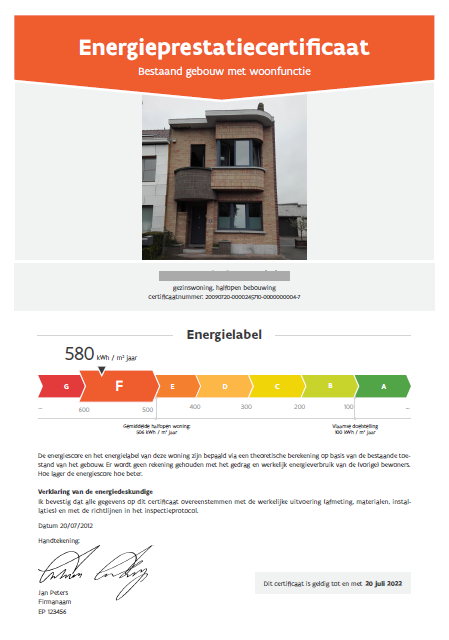 Energieprestatiecertificaat
Bestaand gebouw met woonfunctie
gezinswoning, halfopen bebouwing
certificaatnummer: 20090720-0000245710-0000000004-7
Energielabel
580 kWh / m² jaar
G F E D C B A
– 600 500 400 300 200 100 –
Gemiddelde halfopen woning:
506 kWh / m² jaar
Vlaamse doelstelling
100 kWh / m² jaar
De energiescore en het energielabel van deze woning zijn bepaald via een theoretische berekening op basis van de bestaande toe-
stand van het gebouw. Er wordt geen rekening gehouden met het gedrag en werkelijk energieverbruik van de (vorige) bewoners.
Hoe lager de energiescore hoe beter.
Verklaring van de energiedeskundige
Ik bevestig dat alle gegevens op dit certificaat overeenstemmen met de werkelijke uitvoering (afmeting, materialen, instal-
laties) en met de richtlijnen in het inspectieprotocol.
Datum 20/07/2012
Handtekening:
Jan Peters
Firmanaam
EP 123456
Dit certificaat is geldig tot en met 20 juli 2022